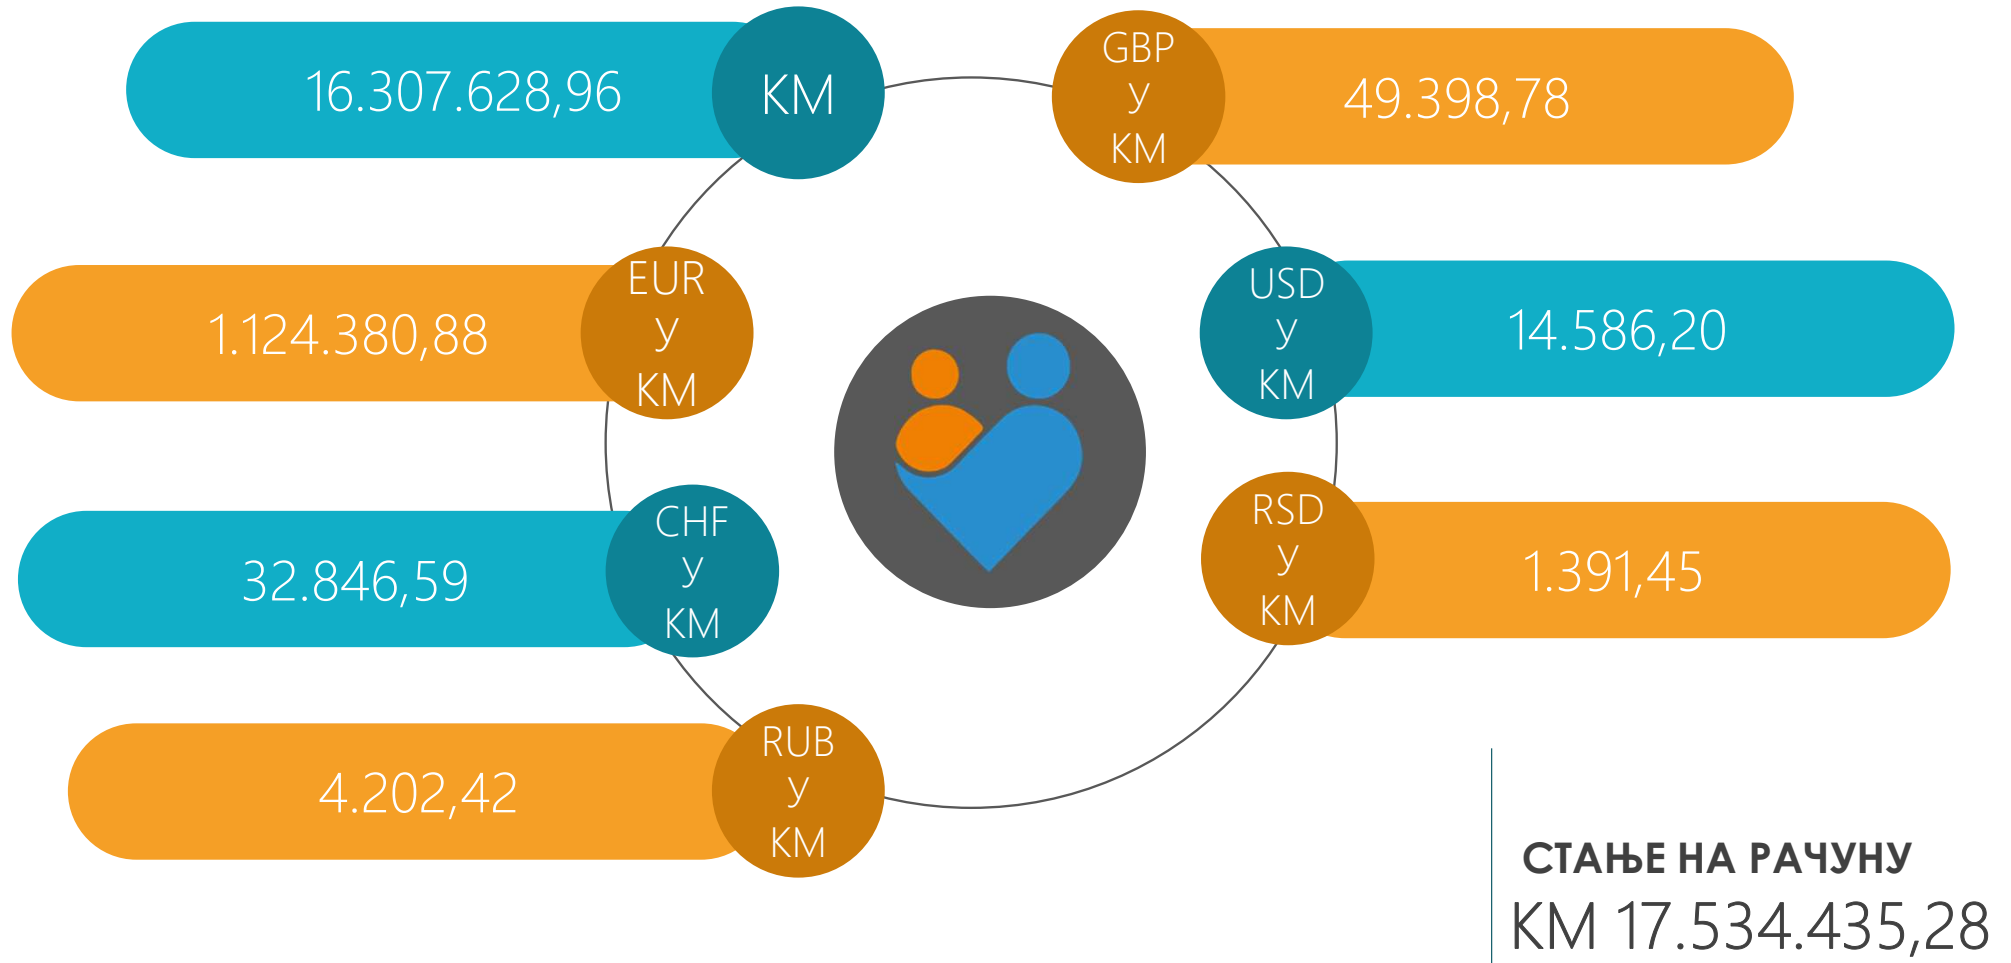 16.307.628,96
КМ
GBP
у
КМ
49.398,78
1.124.380,88
EUR
у
КМ
USD
у
КМ
14.586,20
32.846,59
CHF
у
КМ
RSD
у
КМ
1.391,45
4.202,42
RUB
у
КМ
СТАЊЕ НА РАЧУНУ
КМ 17.534.435,28